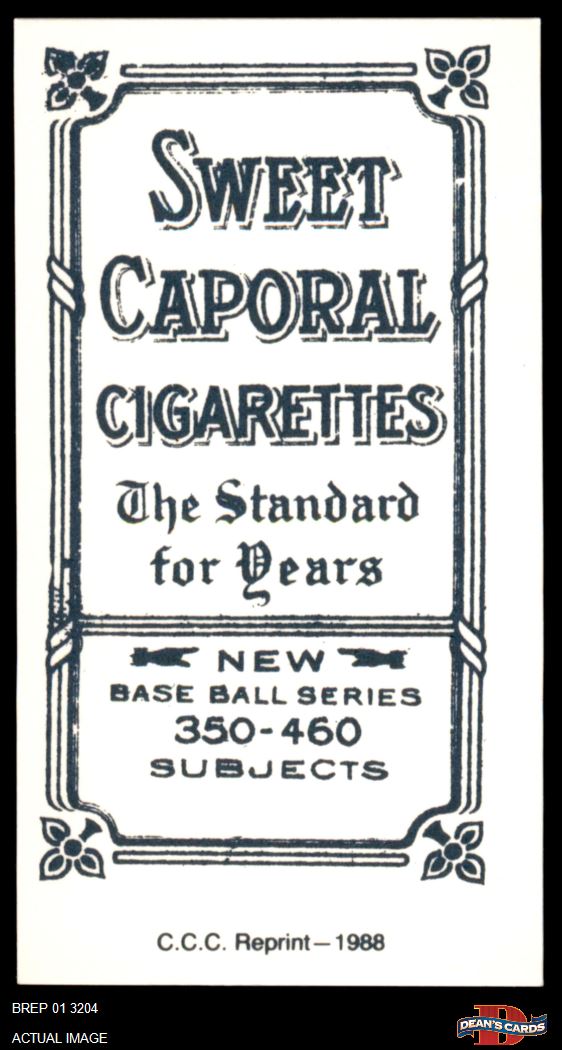 SWEET
CAPORAL
CIGARETTES
The Standard
for Years
NEW
BASE BALL SERIES
350-460
SUBJECTS
C.C.C. Reprint—1988
BREP 01 3204
ACTUAL IMAGE
D
DEAN'S CARDS